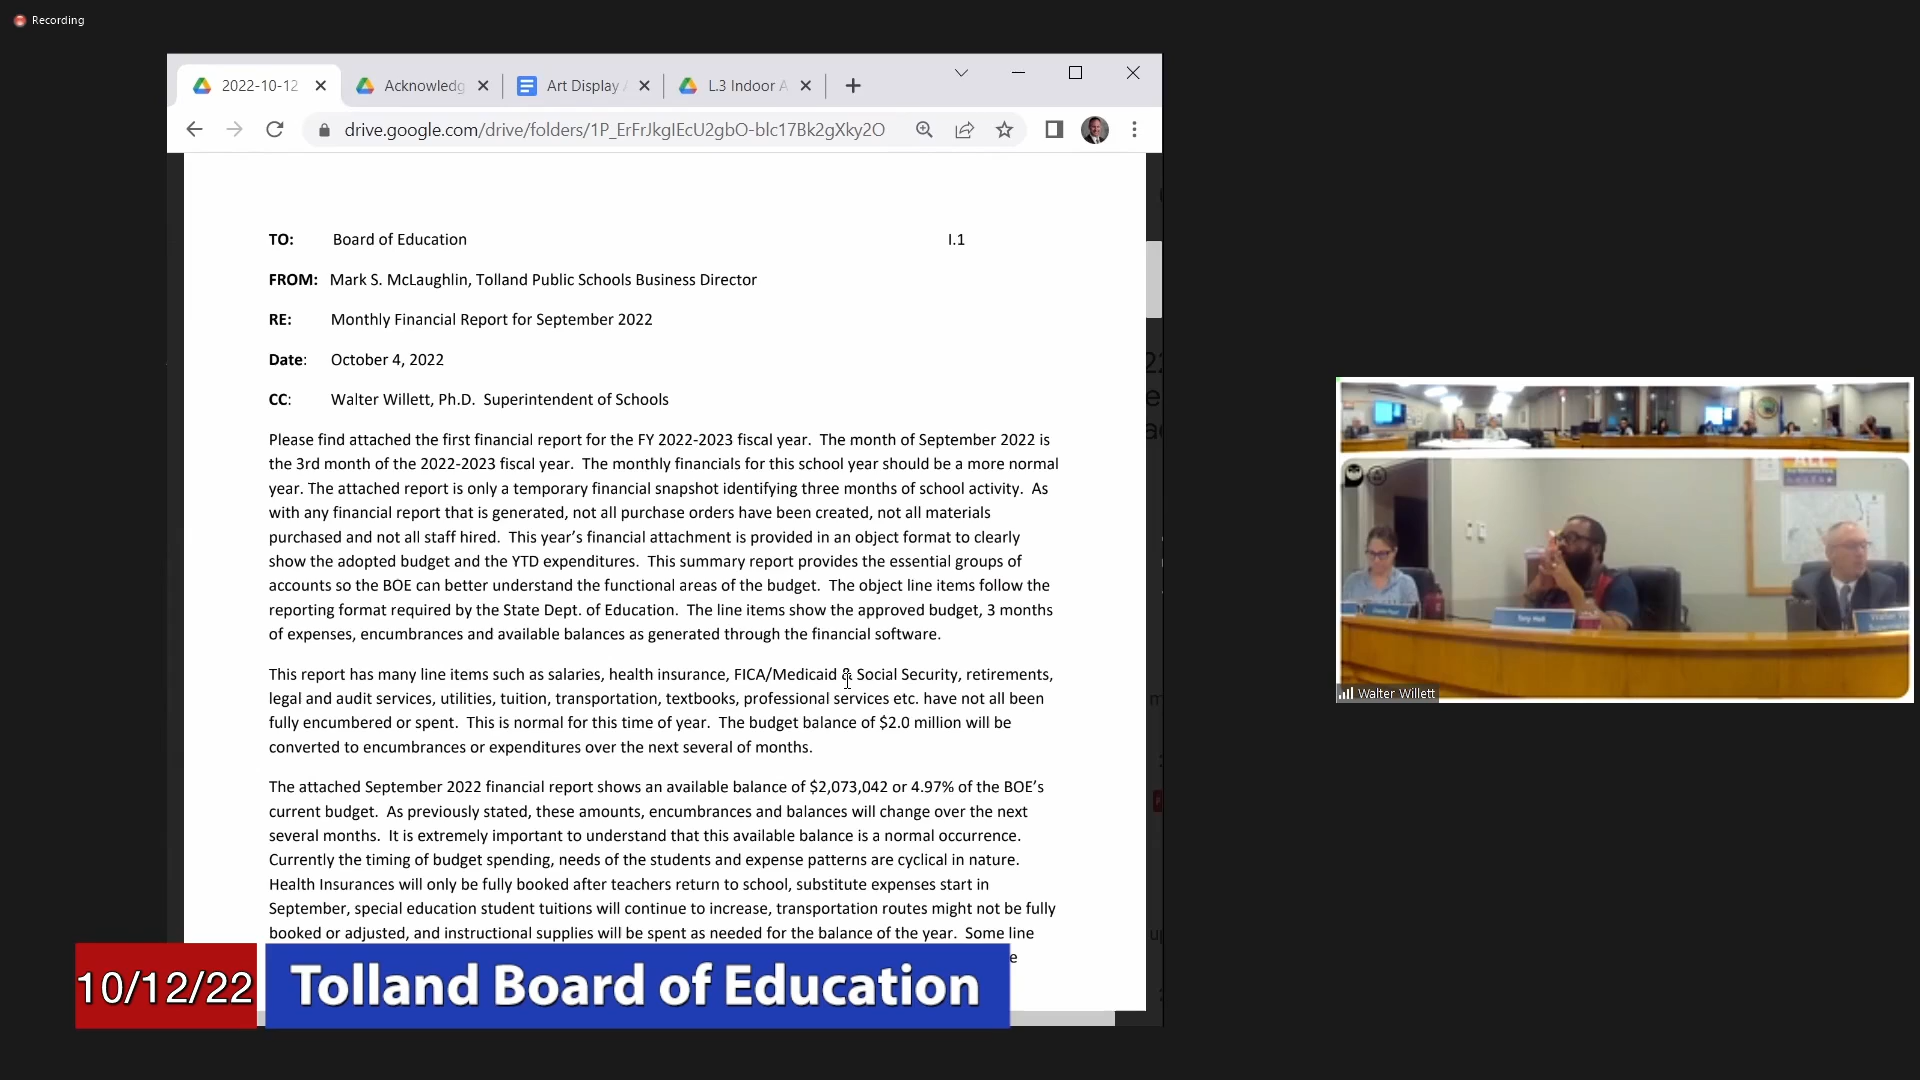 Recording
2022-10-12
Acknowledg
Art Display
L.3 Indoor A
drive.google.com/drive/folders/1P_ErFrJkgIEcU2gbO-blc17Bk2gXky2O
TO: Board of Education I.1
FROM: Mark S. McLaughlin, Tolland Public Schools Business Director
RE: Monthly Financial Report for September 2022
Date: October 4, 2022
CC: Walter Willett, Ph.D. Superintendent of Schools
Please find attached the first financial report for the FY 2022-2023 fiscal year. The month of September 2022 is
the 3rd month of the 2022-2023 fiscal year. The monthly financials for this school year should be a more normal
year. The attached report is only a temporary financial snapshot identifying three months of school activity. As
with any financial report that is generated, not all purchase orders have been created, not all materials
purchased and not all staff hired. This year's financial attachment is provided in an object format to clearly
show the adopted budget and the YTD expenditures. This summary report provides the essential groups of
accounts so the BOE can better understand the functional areas of the budget. The object line items follow the
reporting format required by the State Dept. of Education. The line items show the approved budget, 3 months
of expenses, encumbrances and available balances as generated through the financial software.
This report has many line items such as salaries, health insurance, FICA/Medicaid & Social Security, retirements,
legal and audit services, utilities, tuition, transportation, textbooks, professional services etc. have not all been
fully encumbered or spent. This is normal for this time of year. The budget balance of $2.0 million will be
converted to encumbrances or expenditures over the next several of months.
The attached September 2022 financial report shows an available balance of $2,073,042 or 4.97% of the BOE's
current budget. As previously stated, these amounts, encumbrances and balances will change over the next
several months. It is extremely important to understand that this available balance is a normal occurrence.
Currently the timing of budget spending, needs of the students and expense patterns are cyclical in nature.
Health Insurances will only be fully booked after teachers return to school, substitute expenses start in
September, special education student tuitions will continue to increase, transportation routes might not be fully
booked or adjusted, and instructional supplies will be spent as needed for the balance of the year. Some line
10/12/22
Tolland Board of Education
ALL
Tony Holt
Walter W
Walter Willett